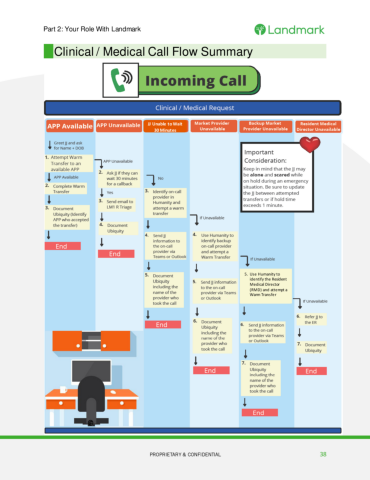 Part 2: Your Role With Landmark
Landmark
Clinical / Medical Call Flow Summary
Incoming Call
Clinical / Medical Request
APP Available
APP Unavailable
If Unable to Wait
30 Minutes
Market Provider
Unavailable
Backup Market
Provider Unavailable
Resident Medical
Director Unavailable
Greet JJ and ask
for Name + DOB
1. Attempt Warm
Transfer to an
available APP
APP Available
2. Complete Warm
Transfer
3. Document
Ubiquity (Identify
APP who accepted
the transfer)
End
APP Unavailable
2. Ask JJ if they can
wait 30 minutes
for a callback
Yes
3. Send email to
LMT IF Triage
4. Document
Ubiquity
End
No
3. Identify on-call
provider in
Humanity and
attempt a warm
transfer
If Unavailable
4. Send JJ
information to
the on-call
provider via
Teams or Outlook
5. Document
Ubiquity
including the
name of the
provider who
took the call
End
4. Use Humanity to
identify backup
on-call provider
and attempt a
Warm Transfer
If Unavailable
5. Send JJ information
to the on-call
provider via Teams
or Outlook
6. Document
Ubiquity
including the
name of the
provider who
took the call
End
Important
Consideration:
Keep in mind that the JJ may
be alone and scared while
on hold during an emergency
situation. Be sure to update
the JJ between attempted
transfers or if hold time
exceeds 1 minute.
5. Use Humanity to
identify the Resident
Medical Director
(RMD) and attempt a
Warm Transfer
If Unavailable
6. Send JJ information
to the on-call
provider via Teams
or Outlook
7. Document
Ubiquity
including the
name of the
provider who
took the call
End
6. Refer JJ to
the
7. Document
Ubiquity
End
PROPRIETARY & CONFIDENTIAL
38